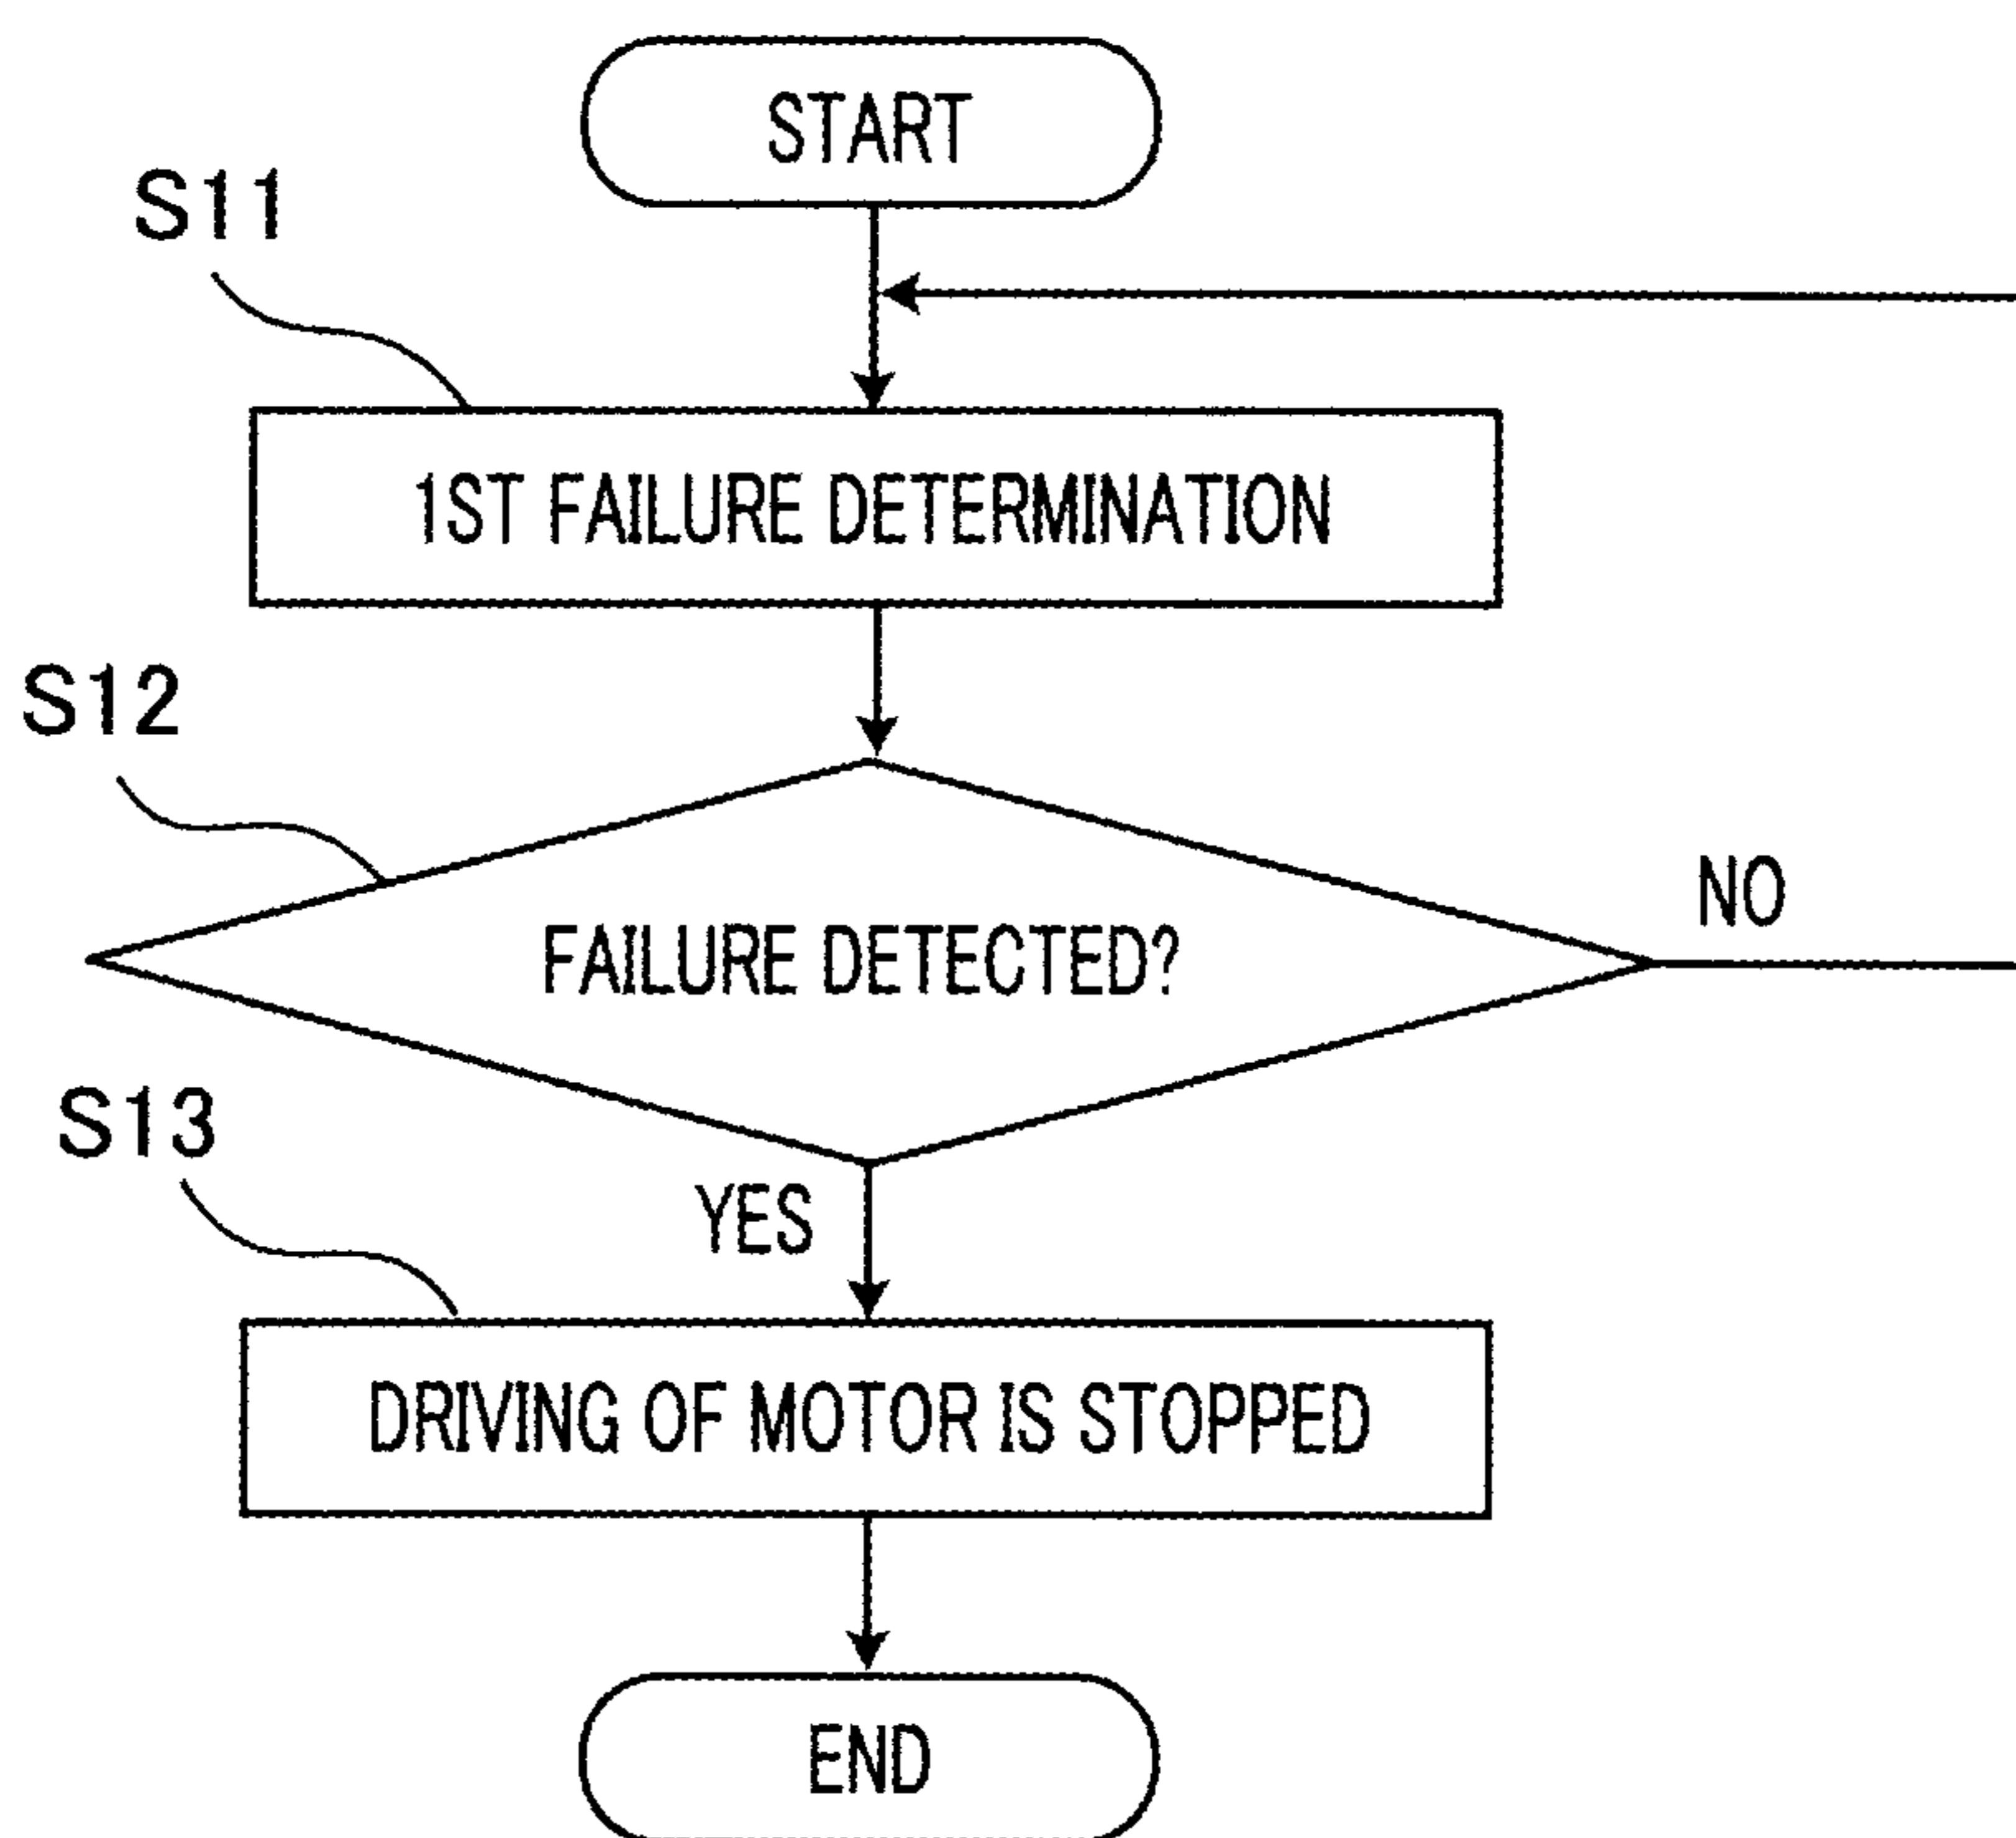 START
S11
1ST FAILURE DETERMINATION
S12
FAILURE DETECTED?
NO
S13
YES
DRIVING OF MOTOR IS STOPPED
END